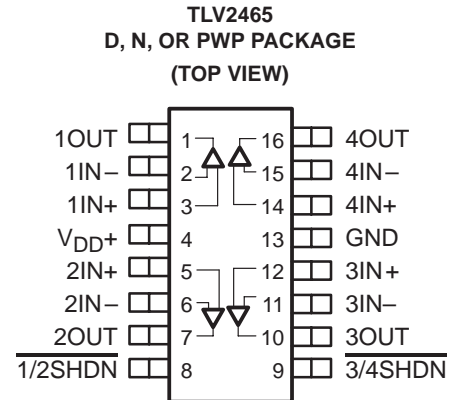 TLV2465
D, N, OR PWP PACKAGE
(TOP VIEW)
1OUT 1 16 4OUT
1IN− 2 15 4IN−
1IN+ 3 14 4IN+
VDD+ 4 13 GND
2IN+ 5 12 3IN+
2IN− 6 11 3IN−
2OUT 7 10 3OUT
1/2SHDN 8 9 3/4SHDN